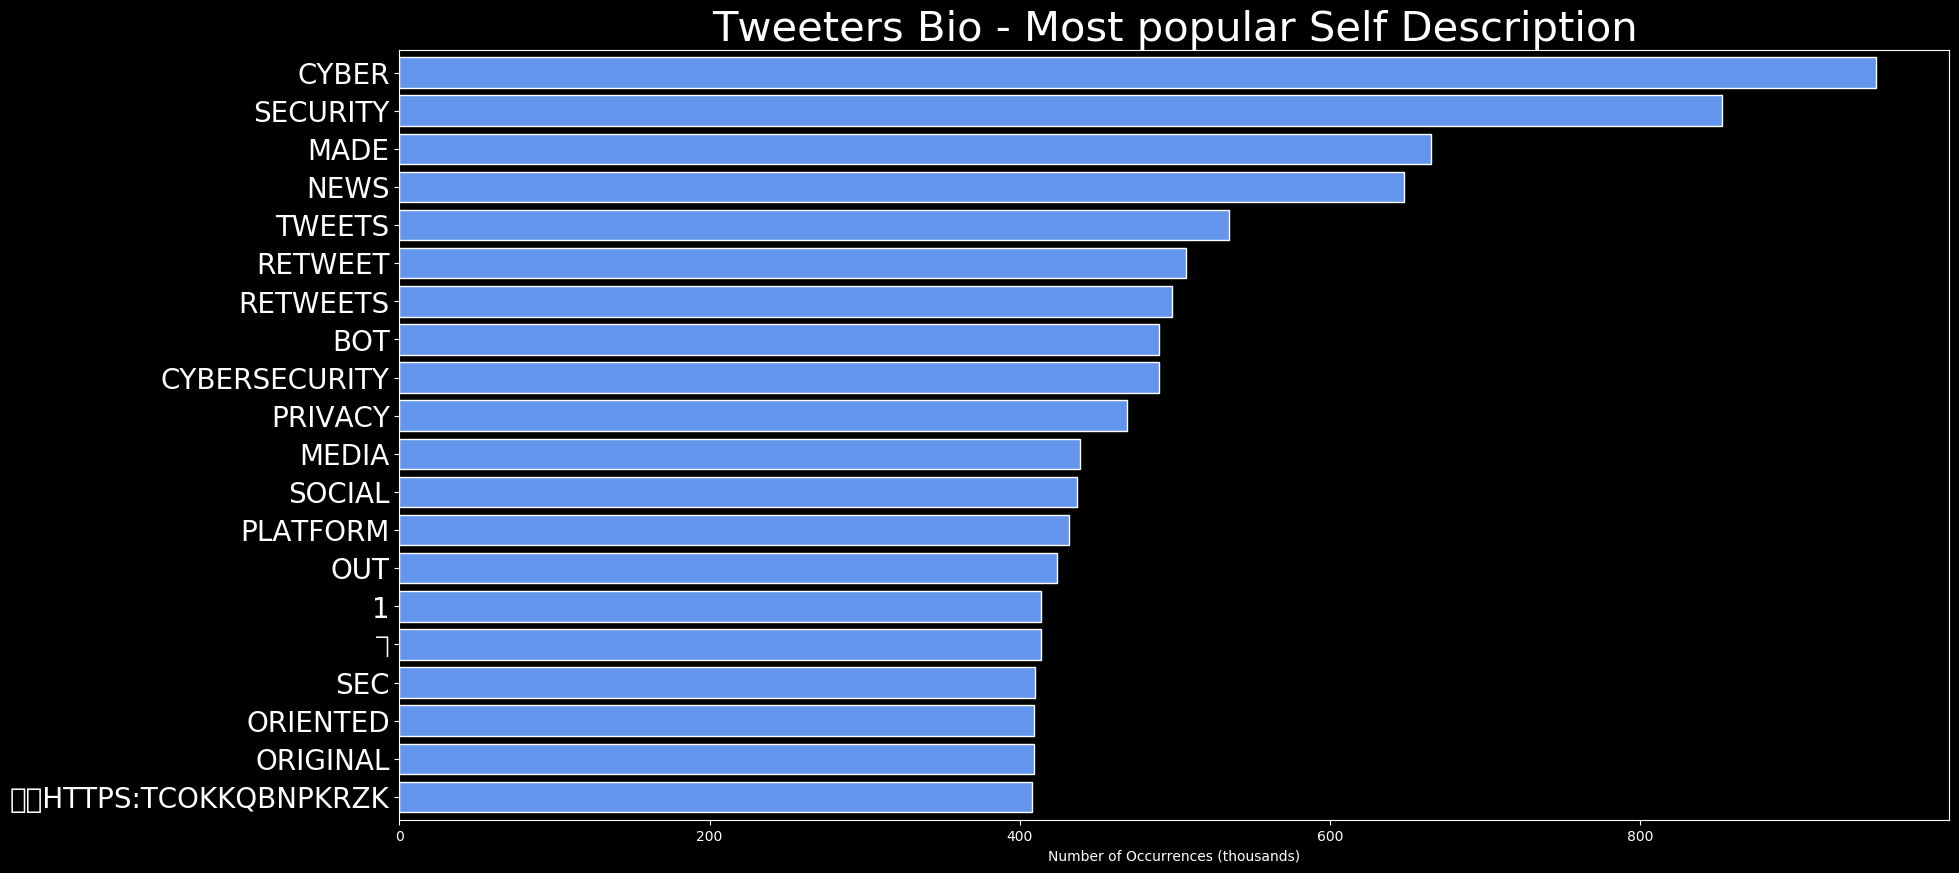 Tweeters Bio - Most popular Self Description
CYBER
SECURITY
MADE
NEWS
TWEETS
RETWEET
RETWEETS
BOT
CYBERSECURITY
PRIVACY
MEDIA
SOCIAL
PLATFORM
OUT
1
SEC
ORIENTED
ORIGINAL
HTTPS:TCOKKQBNPKRZK
0 200 400 600 800
Number of Occurrences (thousands)